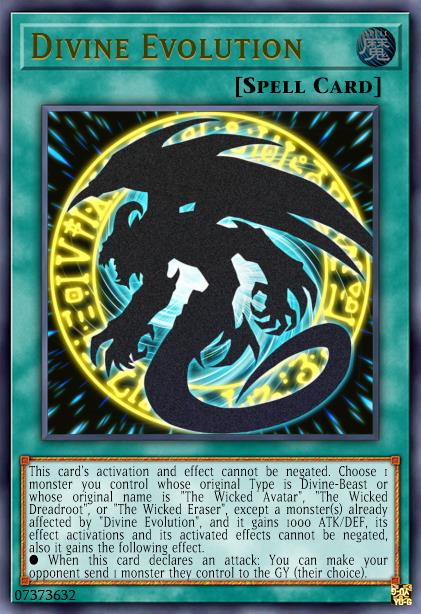 Divine Evolution
魔
[Spell Card]
This card's activation and effect cannot be negated. Choose 1
monster you control whose original Type is Divine-Beast or
whose original name is "The Wicked Avatar", "The Wicked
Dreadroot", or "The Wicked Eraser", except a monster(s) already
affected by "Divine Evolution", and it gains 1000 ATK/DEF, its
effect activations and its activated effects cannot be negated,
also it gains the following effect.
● When this card declares an attack: You can make your
opponent send 1 monster they control to the GY (their choice).
07373632